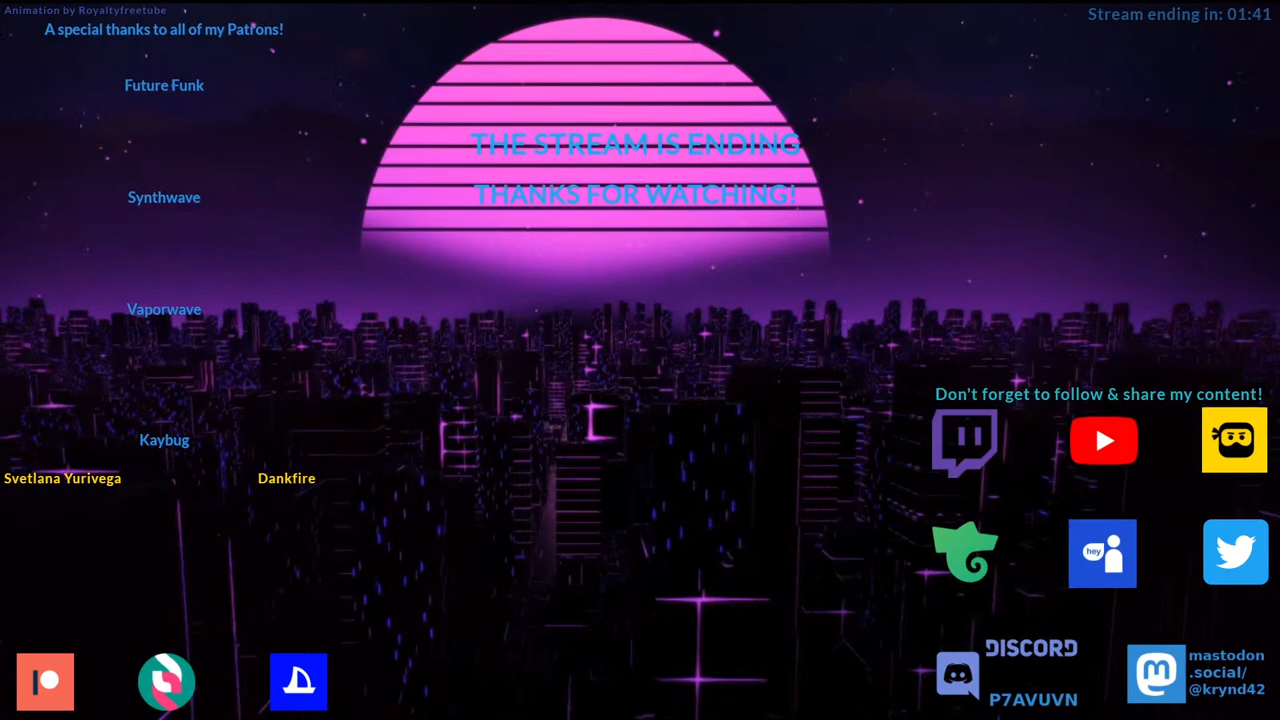 Animation by Royaltyfreetube
A special thanks to all of my Patrons!
Stream ending in: 01:41
Future Funk
THE STREAM IS ENDING
THANKS FOR WATCHING!
Synthwave
Vaporwave
Kaybug
Svetlana Yurivega
Dankfire
Don't forget to follow & share my content!
hey
DISCORD
P7AVUVN
mastodon
.social/
@krynd42